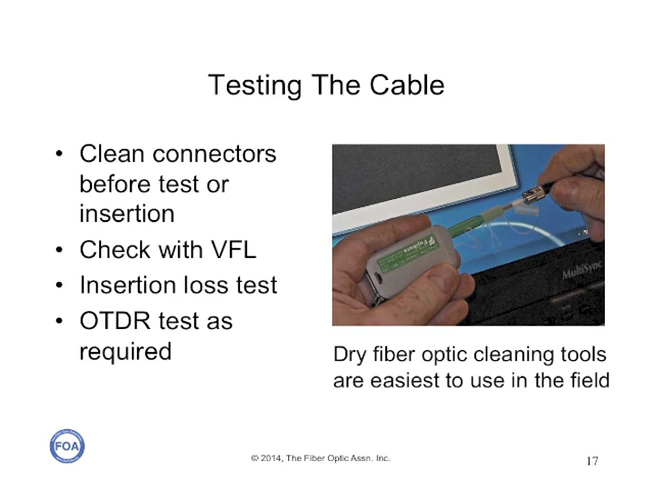 Testing The Cable
• Clean connectors
before test or
insertion
• Check with VFL
• Insertion loss test
• OTDR test as
required
Fujikura
MultiSync
Dry fiber optic cleaning tools
are easiest to use in the field
FOA
© 2014, The Fiber Optic Assn. Inc.
17